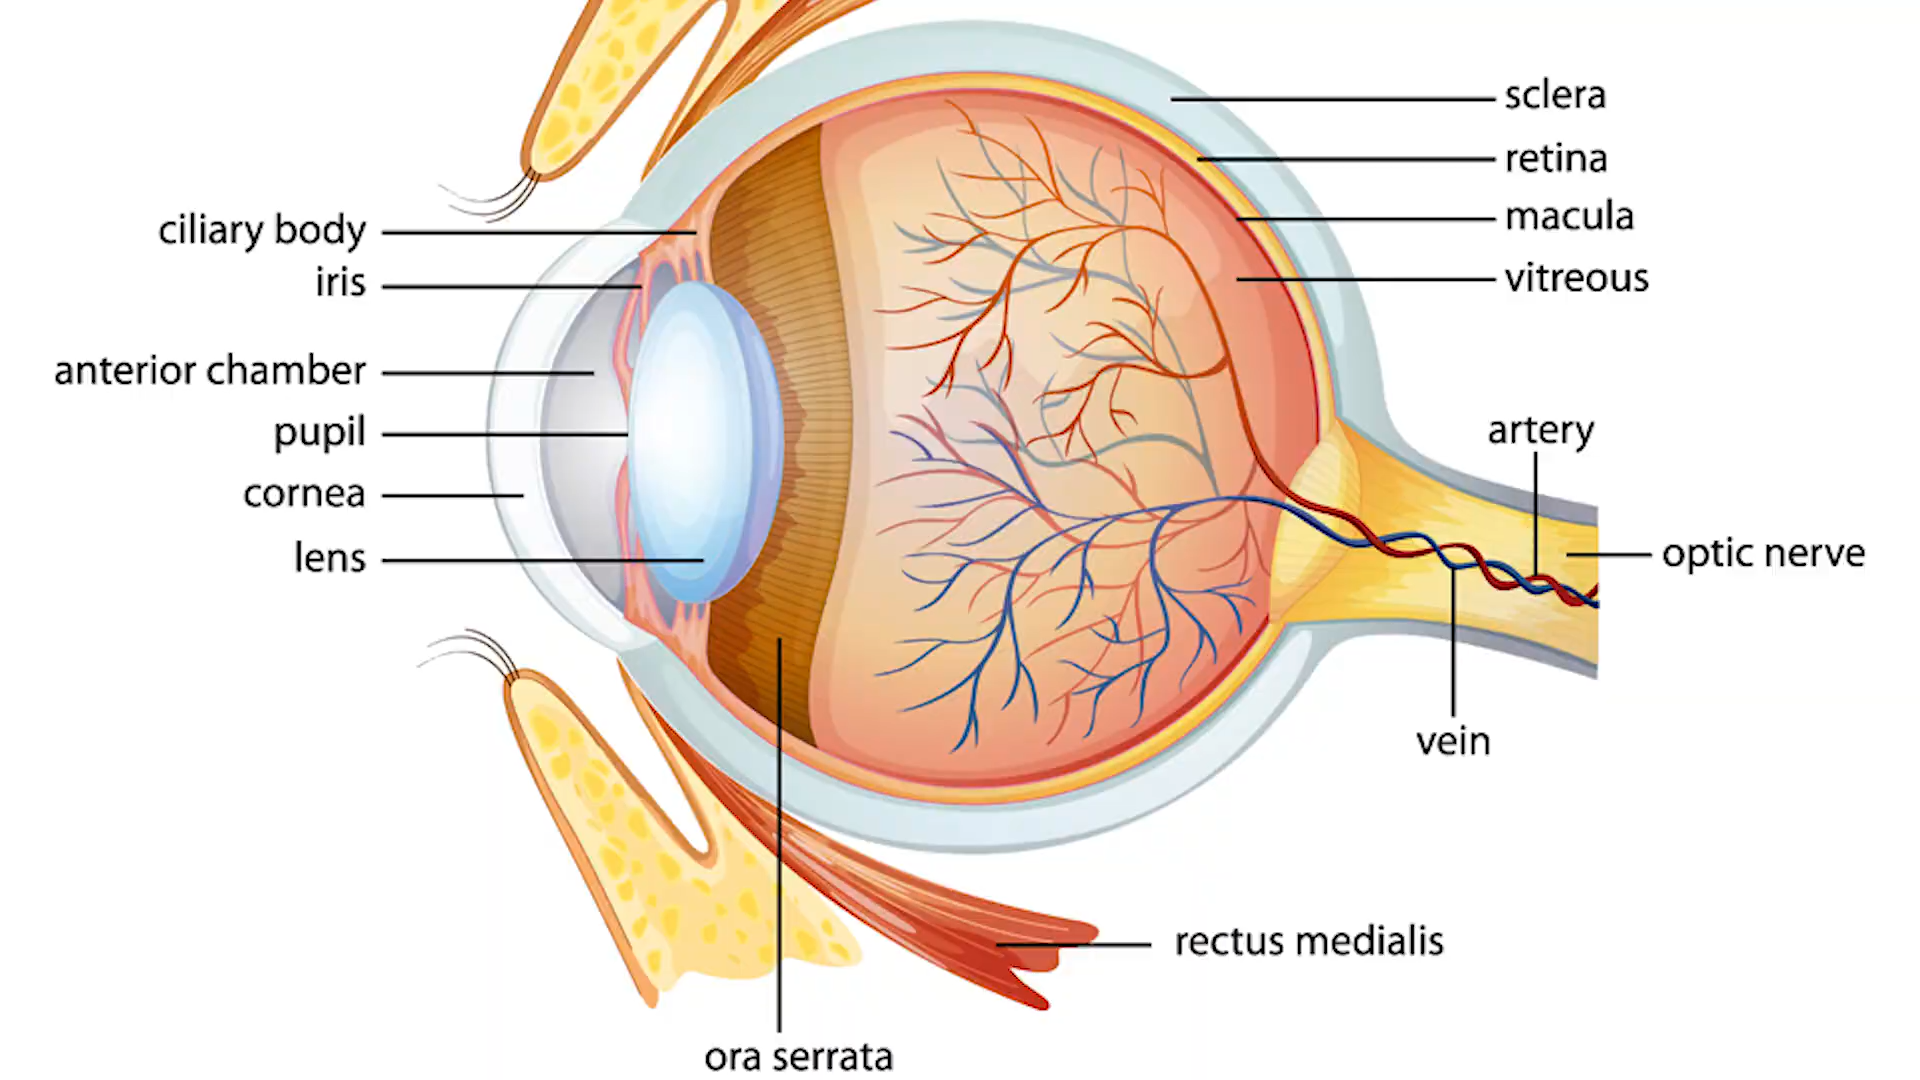 sclera
retina
macula
vitreous
ciliary body
iris
anterior chamber
pupil
cornea
lens
artery
optic nerve
vein
rectus medialis
ora serrata